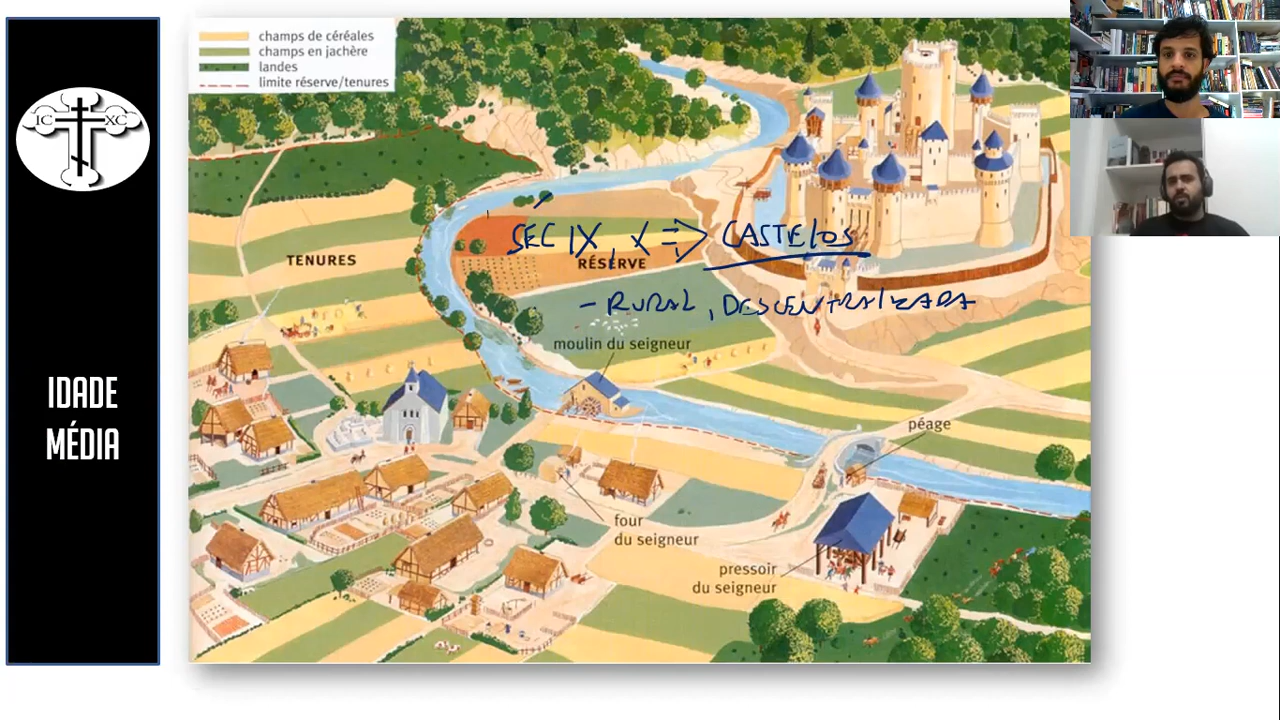 IC XC
IDADE
MÉDIA
champs de céréales
champs en jachère
landes
limite réserve/tenures
TENURES
SÉC IX, X => CASTELOS
RÉSERVE
- RURAL, DESCENTRALIZADA
moulin du seigneur
péage
four
du seigneur
pressoir
du seigneur